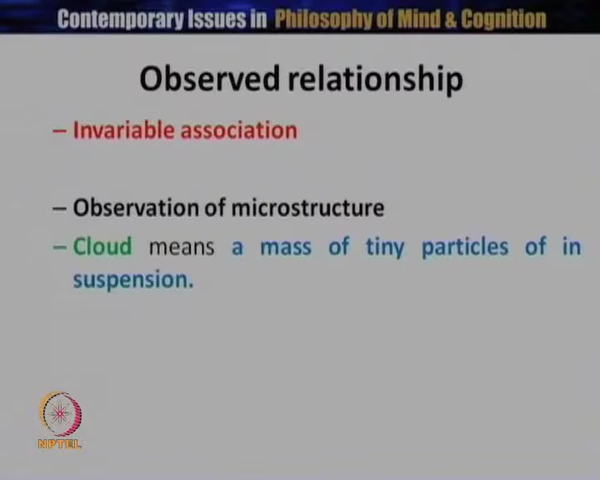 Contemporary Issues in Philosophy of Mind & Cognition
Observed relationship
– Invariable association
– Observation of microstructure
– Cloud means a mass of tiny particles of in
suspension.
NPTEL